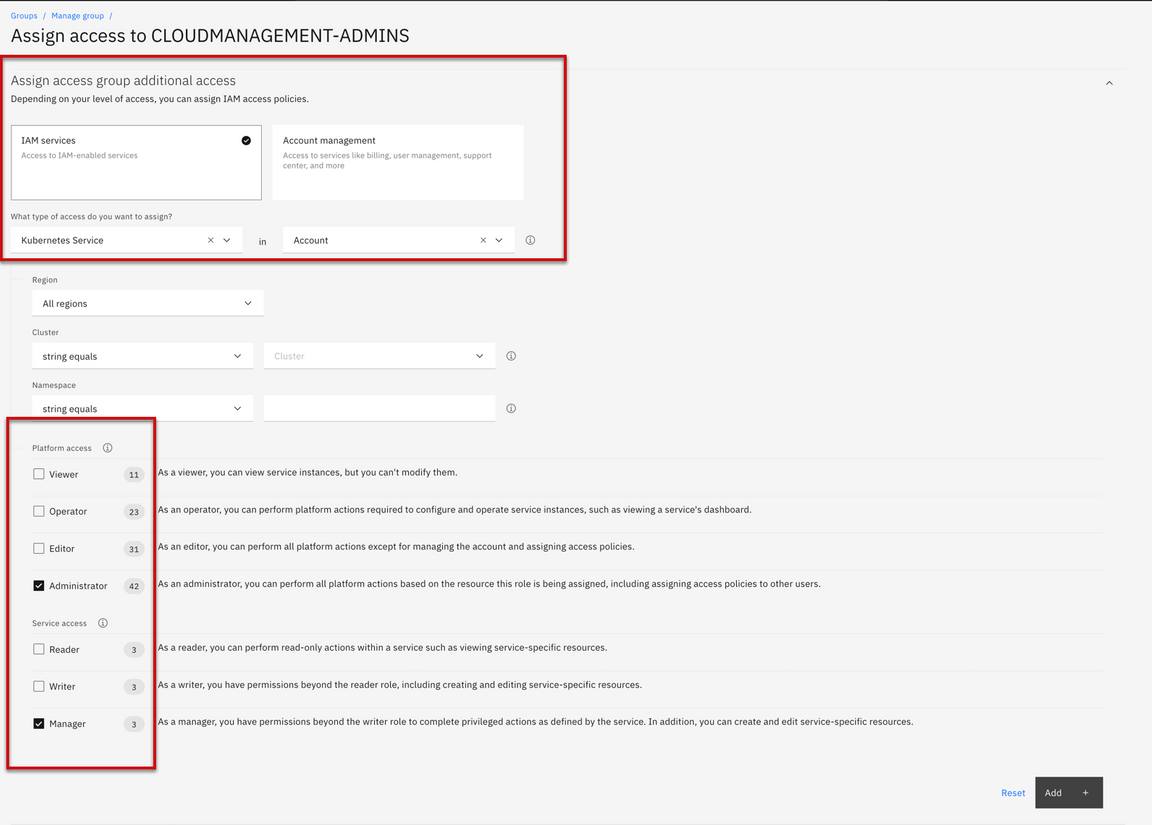 Groups / Manage group /
Assign access to CLOUDMANAGEMENT-ADMINS
Assign access group additional access
Depending on your level of access, you can assign IAM access policies.
IAM services
Access to IAM-enabled services
Account management
Access to services like billing, user management, support
center, and more
What type of access do you want to assign?
Kubernetes Service
in
Account
Region
All regions
Cluster
string equals
Cluster
Namespace
string equals
Platform access
Viewer 11 As a viewer, you can view service instances, but you can't modify them.
Operator 23 As an operator, you can perform platform actions required to configure and operate service instances, such as viewing a service's dashboard.
Editor 31 As an editor, you can perform all platform actions except for managing the account and assigning access policies.
Administrator 42 As an administrator, you can perform all platform actions based on the resource this role is being assigned, including assigning access policies to other users.
Service access
Reader 3 As a reader, you can perform read-only actions within a service such as viewing service-specific resources.
Writer 3 As a writer, you have permissions beyond the reader role, including creating and editing service-specific resources.
Manager 3 As a manager, you have permissions beyond the writer role to complete privileged actions as defined by the service. In addition, you can create and edit service-specific resources.
Reset
Add +